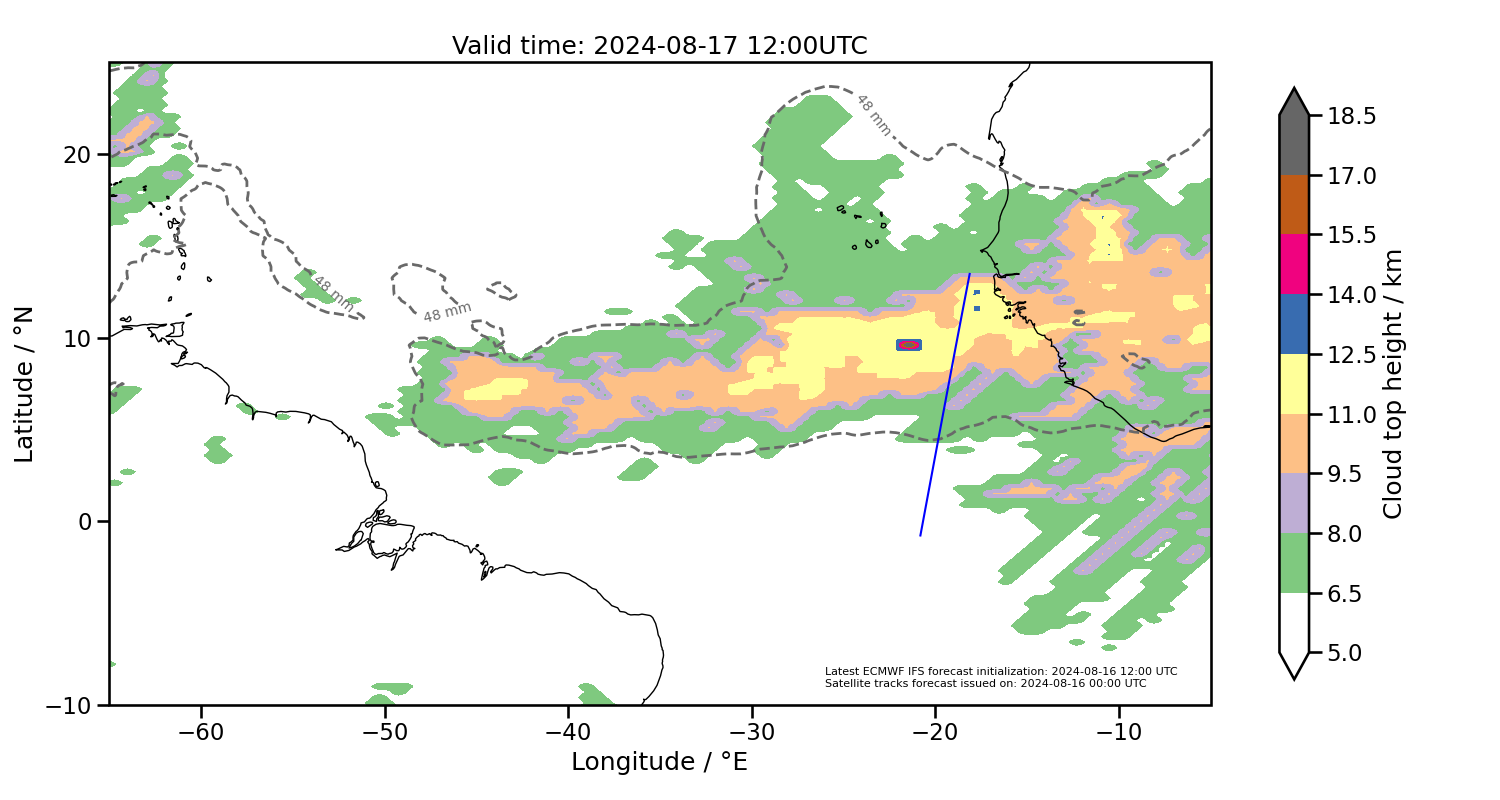 Valid time: 2024-08-17 12:00UTC
48 mm
48 mm
48 mm
20
10
0
−10
Latitude / °N
−60
−50
−40
−30
−20
−10
Longitude / °E
Latest ECMWF IFS forecast initialization: 2024-08-16 12:00 UTC
Satellite tracks forecast issued on: 2024-08-16 00:00 UTC
18.5
17.0
15.5
14.0
12.5
11.0
9.5
8.0
6.5
5.0
Cloud top height / km